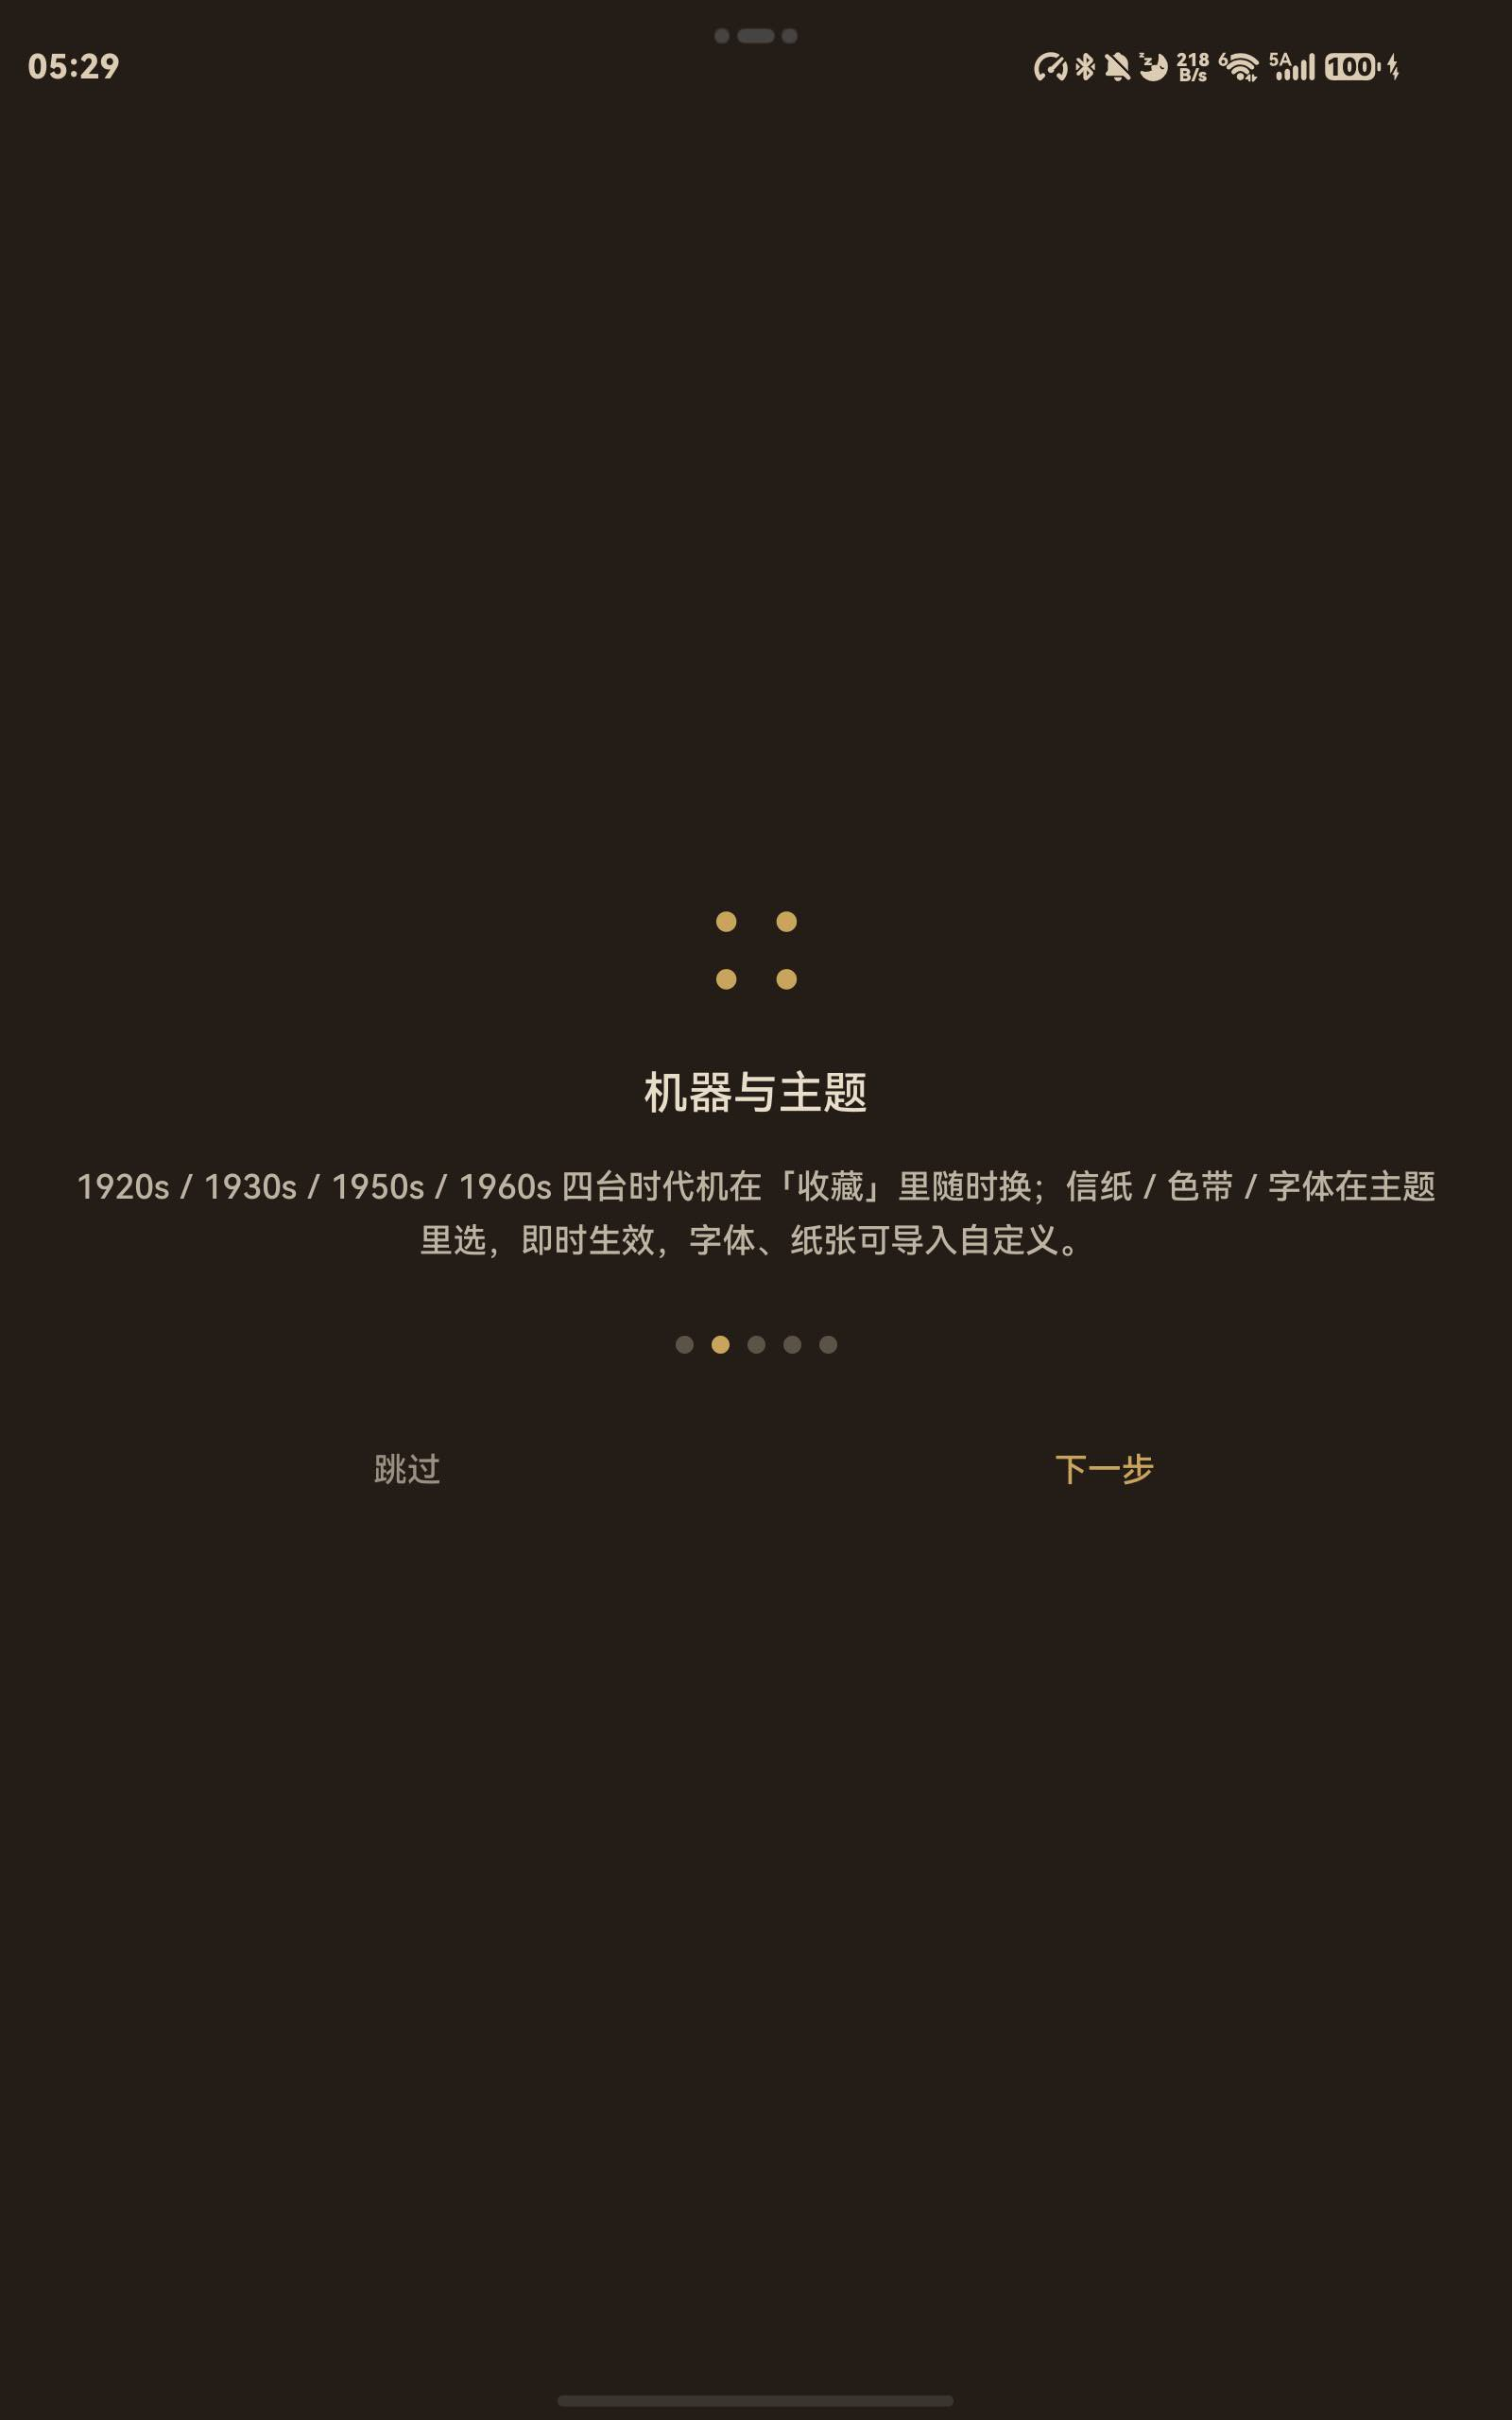 05:29
218
B/s
6
5A
100
机器与主题
1920s / 1930s / 1950s / 1960s 四台时代机在「收藏」里随时换；信纸 / 色带 / 字体在主题
里选，即时生效，字体、纸张可导入自定义。
跳过
下一步